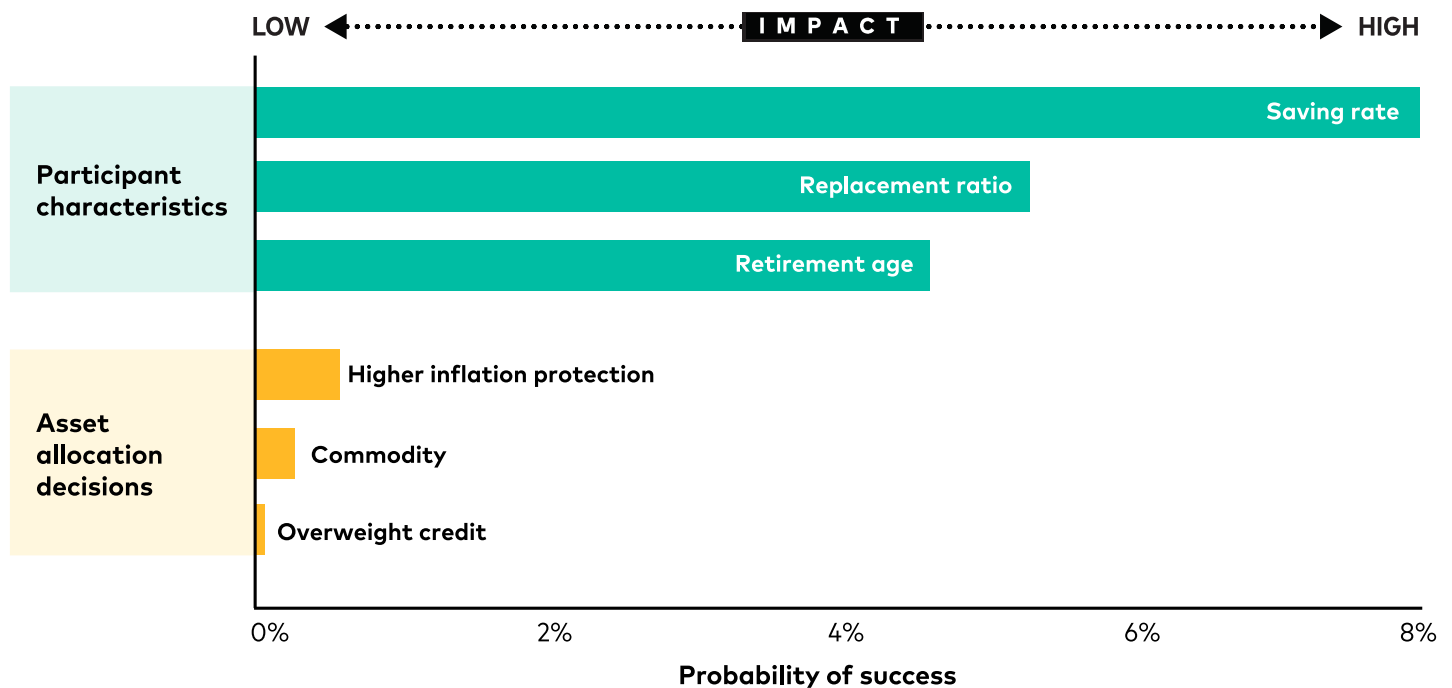 LOW IMPACT HIGH
Participant
characteristics
Saving rate
Replacement ratio
Retirement age
Asset
allocation
decisions
Higher inflation protection
Commodity
Overweight credit
0% 2% 4% 6% 8%
Probability of success